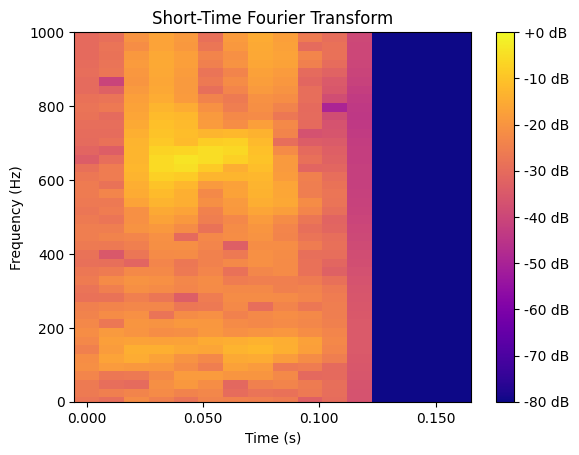 Short-Time Fourier Transform
Frequency (Hz)
1000
800
600
400
200
0
0.000
0.050
0.100
0.150
Time (s)
+0 dB
-10 dB
-20 dB
-30 dB
-40 dB
-50 dB
-60 dB
-70 dB
-80 dB